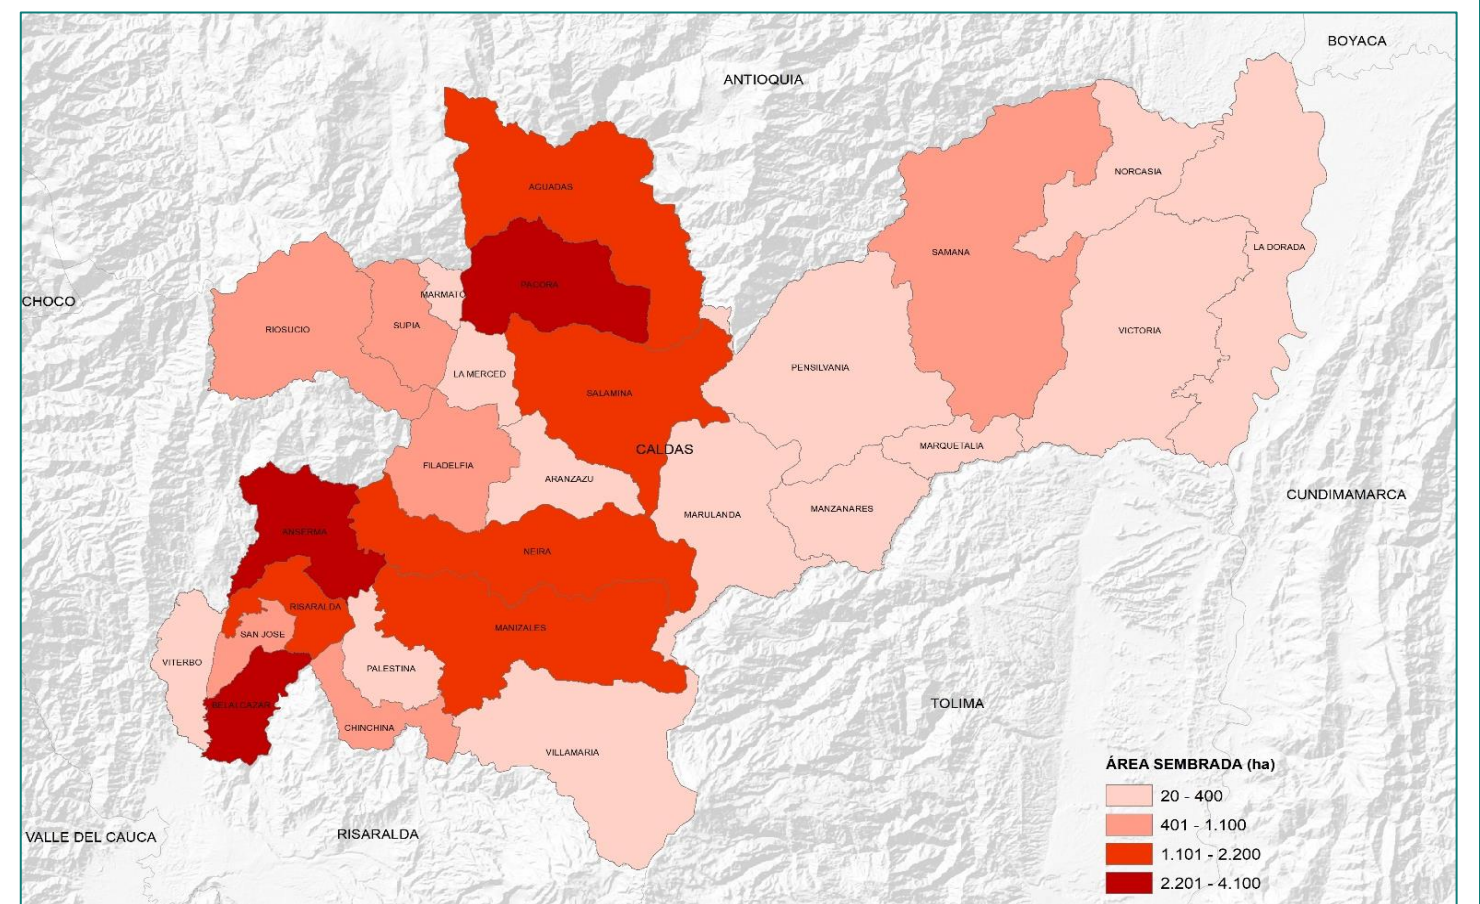 BOYACA
ANTIOQUIA
NORCASIA
AGUADAS
LA DORADA
SAMANA
PACORA
MARMATO
CHOCO
SUPIA
RIOSUCIO
VICTORIA
PENSILVANIA
LA MERCED
SALAMINA
CALDAS
MARQUETALIA
FILADELFIA
ARANZAZU
CUNDIMAMARCA
MANZANARES
MARULANDA
ANSERMA
NEIRA
RISARALDA
MANIZALES
SAN JOSE
VITERBO
PALESTINA
BELALCAZAR
TOLIMA
CHINCHINA
VILLAMARIA
ÁREA SEMBRADA (ha)
20 - 400
401 - 1.100
1.101 - 2.200
2.201 - 4.100
VALLE DEL CAUCA
RISARALDA